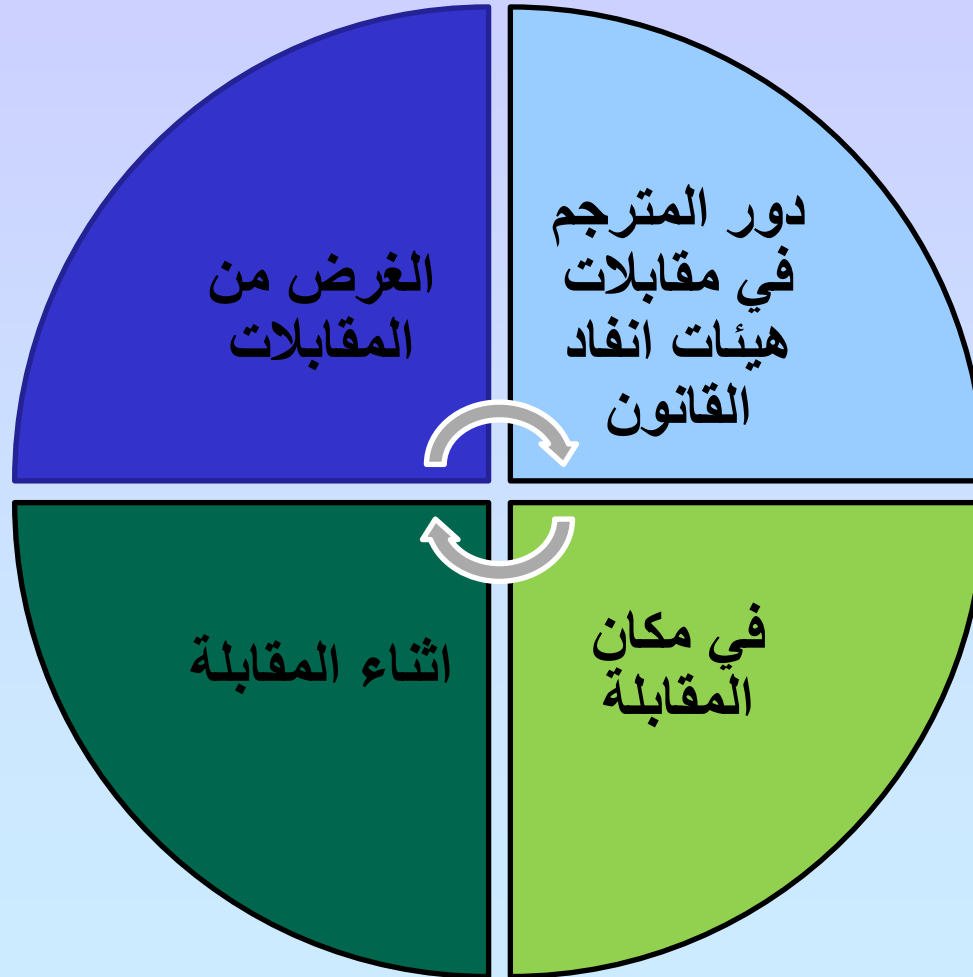 دور المترجم
في مقابلات
هيئات انفاد
القانون
الغرض من
المقابلات
في مكان
المقابلة
اثناء المقابلة